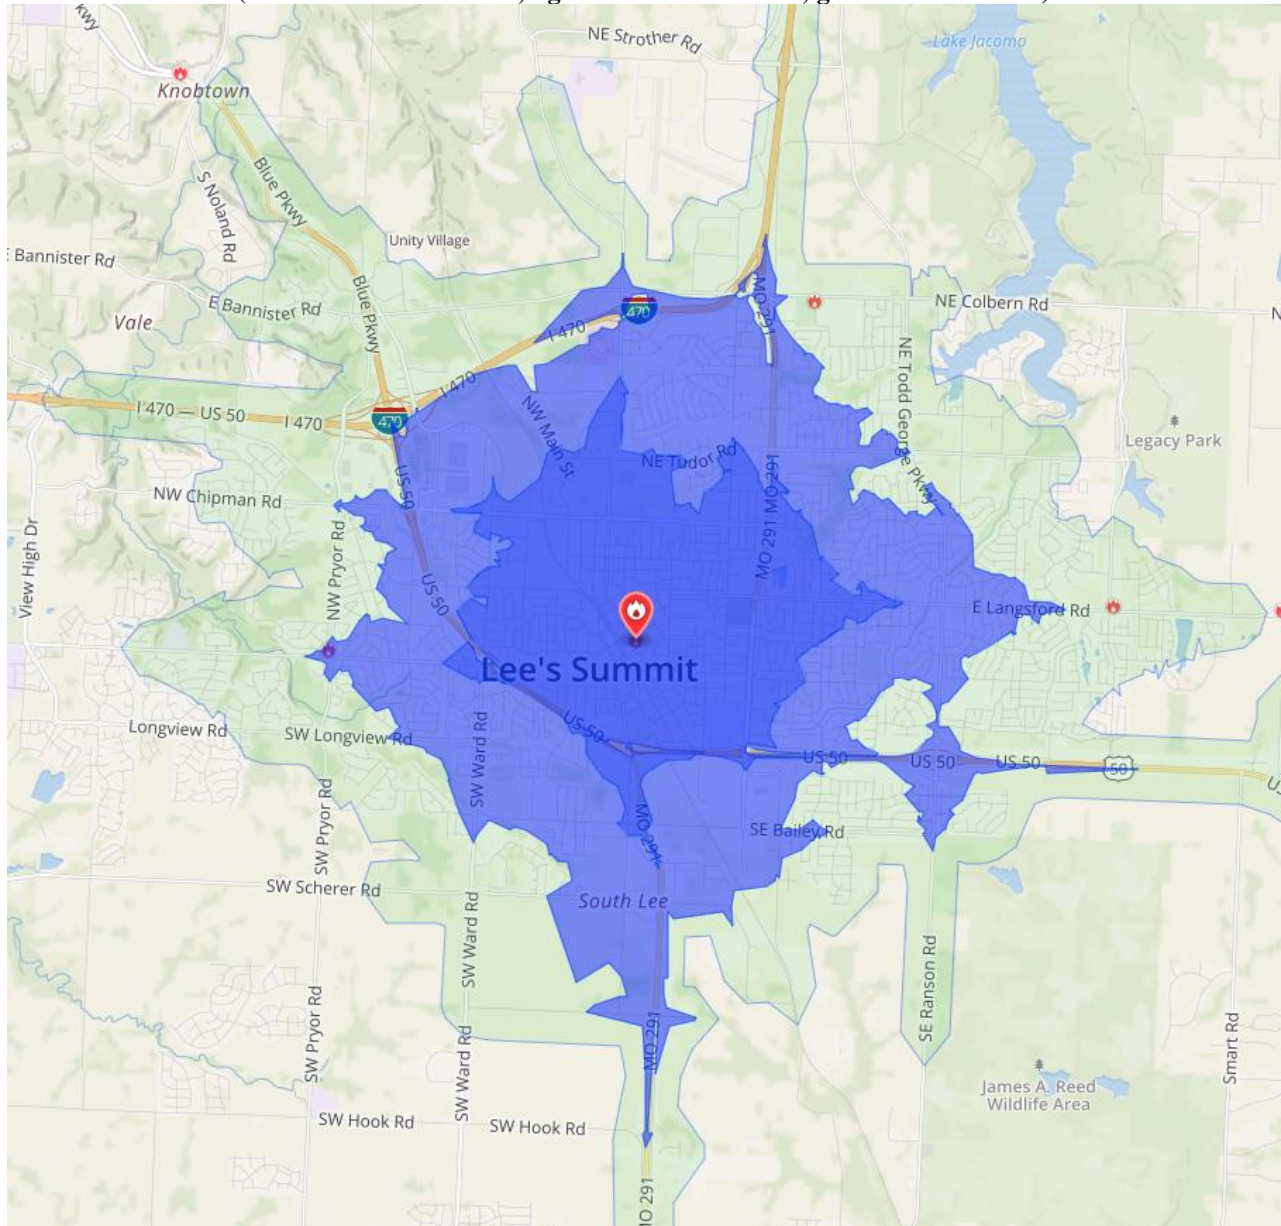 NE Strother Rd
Lake Jacomo
kwy
Knobtown
Blue Pkwy
S Noland Rd
Unity Village
E Bannister Rd
E Bannister Rd
Blue Pkwy
Vale
NE Colbern Rd
MO 291
470
I 470
NE Todd George Pkwy
I 470
I 470 — US 50
I 470
470
NW Main St
Legacy Park
NE Tudor Rd
US 50
MO 291
MO 291
NW Chipman Rd
View High Dr
NW Pryor Rd
US 50
E Langsford Rd
Lee's Summit
Longview Rd
SW Longview Rd
US 50
SW Ward Rd
US 50
US 50
US 50
50
SW Pryor Rd
MO 291
SE Bailey Rd
SW Scherer Rd
South Lee
SW Ward Rd
SE Ranson Rd
SW Pryor Rd
MO 291
SW Ward Rd
Smart Rd
James A. Reed
Wildlife Area
SW Hook Rd
SW Hook Rd
MO 291